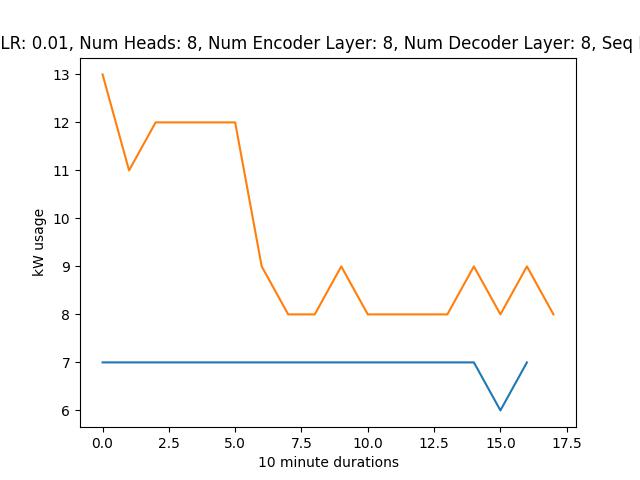 LR: 0.01, Num Heads: 8, Num Encoder Layer: 8, Num Decoder Layer: 8, Seq
13
12
11
10
9
8
7
6
kW usage
0.0 2.5 5.0 7.5 10.0 12.5 15.0 17.5
10 minute durations